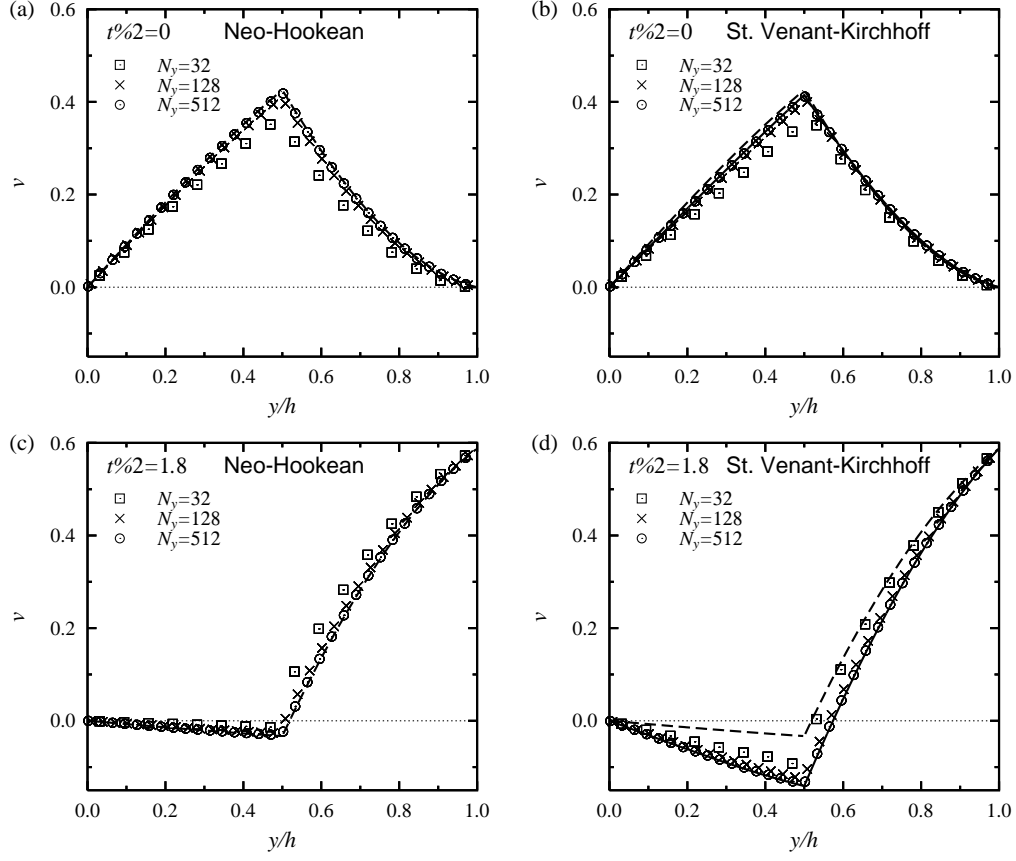 (a)
t%2=0 Neo-Hookean
N_y=32
N_y=128
N_y=512
v
0.6
0.4
0.2
0.0
0.0 0.2 0.4 0.6 0.8 1.0
y/h
(b)
t%2=0 St. Venant-Kirchhoff
N_y=32
N_y=128
N_y=512
v
0.6
0.4
0.2
0.0
0.0 0.2 0.4 0.6 0.8 1.0
y/h
(c)
t%2=1.8 Neo-Hookean
N_y=32
N_y=128
N_y=512
v
0.6
0.4
0.2
0.0
0.0 0.2 0.4 0.6 0.8 1.0
y/h
(d)
t%2=1.8 St. Venant-Kirchhoff
N_y=32
N_y=128
N_y=512
v
0.6
0.4
0.2
0.0
0.0 0.2 0.4 0.6 0.8 1.0
y/h